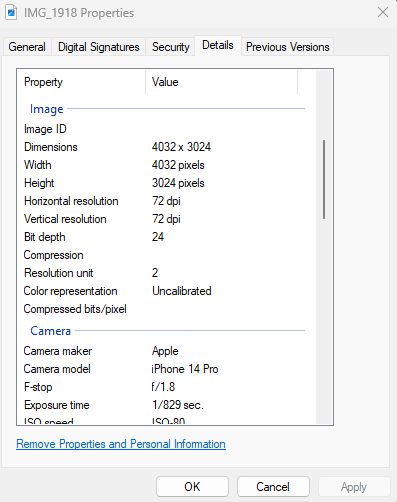 IMG_1918 Properties
General Digital Signatures Security Details Previous Versions
Property Value
Image
Image ID
Dimensions 4032 x 3024
Width 4032 pixels
Height 3024 pixels
Horizontal resolution 72 dpi
Vertical resolution 72 dpi
Bit depth 24
Compression
Resolution unit 2
Color representation Uncalibrated
Compressed bits/pixel
Camera
Camera maker Apple
Camera model iPhone 14 Pro
F-stop f/1.8
Exposure time 1/829 sec.
ISO speed ISO-80
Remove Properties and Personal Information
OK Cancel Apply